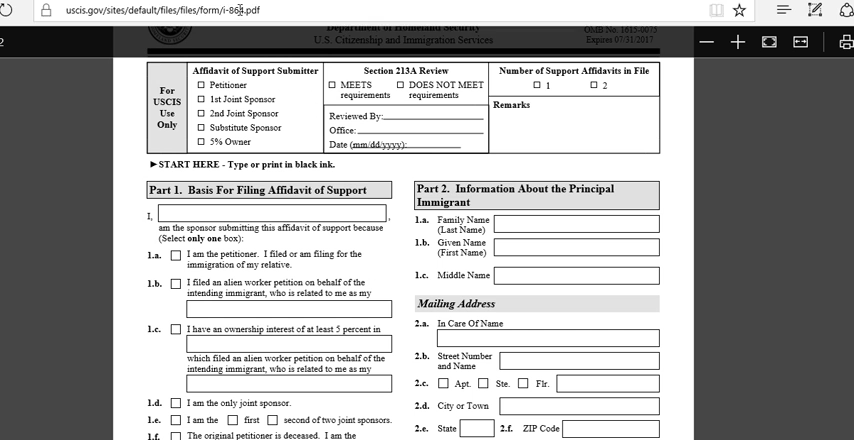 uscis.gov/sites/default/files/files/form/i-864.pdf
2
Department of Homeland Security
U.S. Citizenship and Immigration Services
OMB No. 1615-0075
Expires 07/31/2017
For
USCIS
Use
Only
Affidavit of Support Submitter
Petitioner
1st Joint Sponsor
2nd Joint Sponsor
Substitute Sponsor
5% Owner
Section 213A Review
MEETS requirements
DOES NOT MEET requirements
Reviewed By:
Office:
Date (mm/dd/yyyy):
Number of Support Affidavits in File
1 2
Remarks
►START HERE - Type or print in black ink.
Part 1. Basis For Filing Affidavit of Support
I, ,
am the sponsor submitting this affidavit of support because
(Select only one box):
1.a. I am the petitioner. I filed or am filing for the
immigration of my relative.
1.b. I filed an alien worker petition on behalf of the
intending immigrant, who is related to me as my
1.c. I have an ownership interest of at least 5 percent in
which filed an alien worker petition on behalf of the
intending immigrant, who is related to me as my
1.d. I am the only joint sponsor.
1.e. I am the first second of two joint sponsors.
1.f. The original petitioner is deceased. I am the
Part 2. Information About the Principal
Immigrant
1.a. Family Name
(Last Name)
1.b. Given Name
(First Name)
1.c. Middle Name
Mailing Address
2.a. In Care Of Name
2.b. Street Number
and Name
2.c. Apt. Ste. Flr.
2.d. City or Town
2.e. State 2.f. ZIP Code